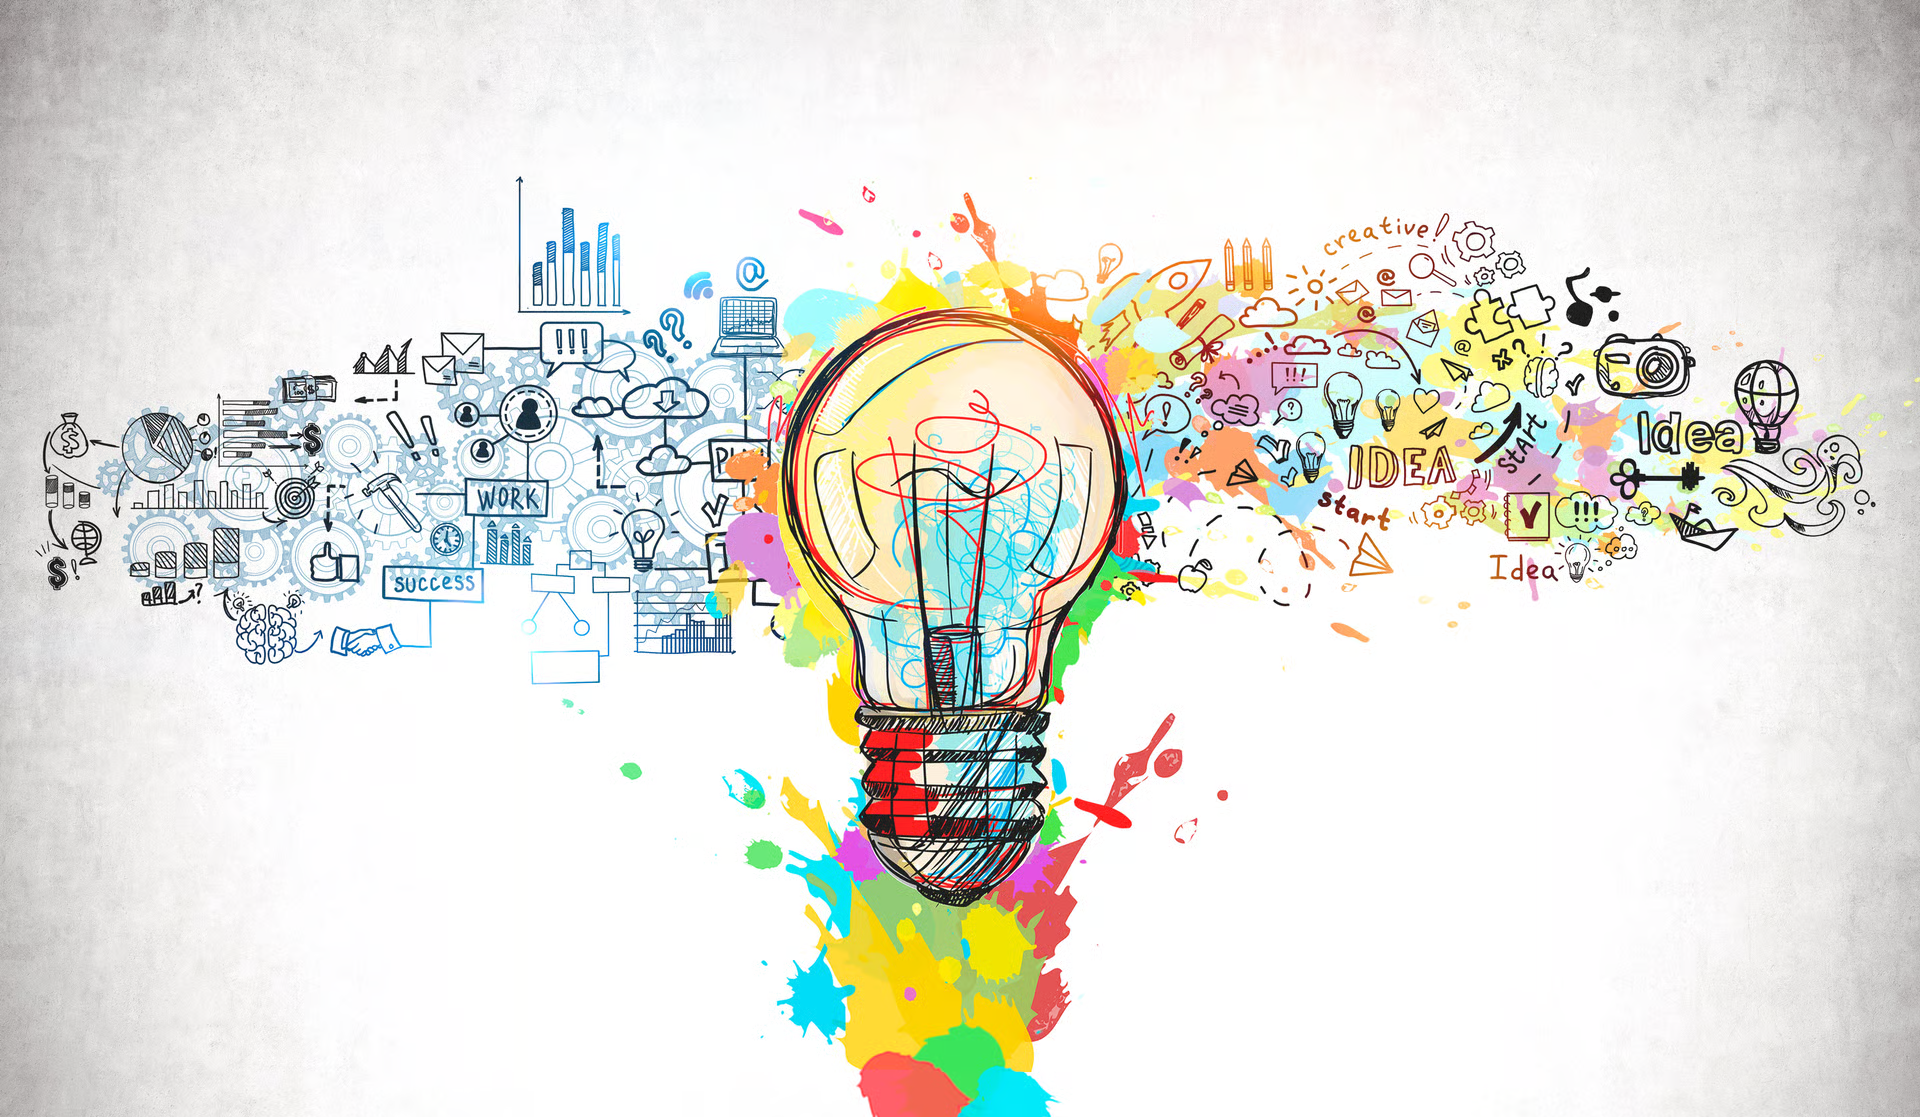 creative!
@
@
@
@
!!!
!!!
$
$
$
$
WORK
SUCCESS
?
IDEA
start
start
Idea
!!!
Idea